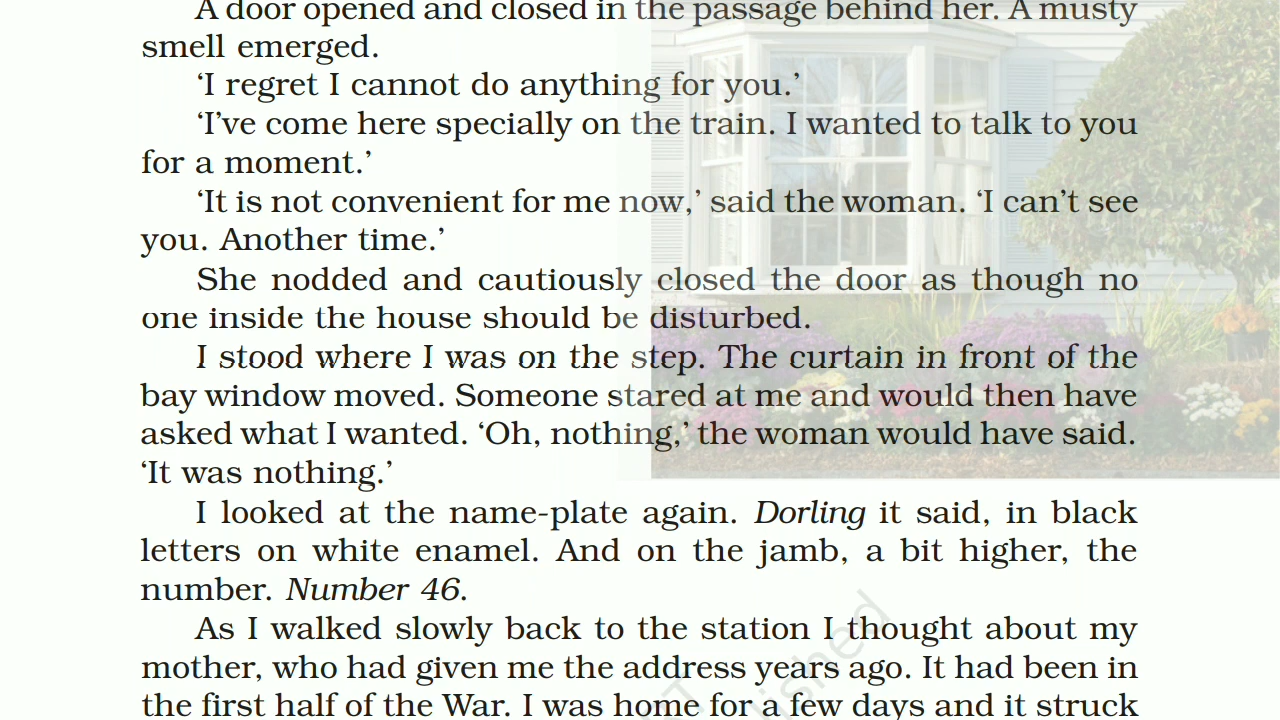 A door opened and closed in the passage behind her. A musty
smell emerged.
‘I regret I cannot do anything for you.’
‘I’ve come here specially on the train. I wanted to talk to you
for a moment.’
‘It is not convenient for me now,’ said the woman. ‘I can’t see
you. Another time.’
She nodded and cautiously closed the door as though no
one inside the house should be disturbed.
I stood where I was on the step. The curtain in front of the
bay window moved. Someone stared at me and would then have
asked what I wanted. ‘Oh, nothing,’ the woman would have said.
‘It was nothing.’
I looked at the name-plate again. Dorling it said, in black
letters on white enamel. And on the jamb, a bit higher, the
number. Number 46.
As I walked slowly back to the station I thought about my
mother, who had given me the address years ago. It had been in
the first half of the War. I was home for a few days and it struck